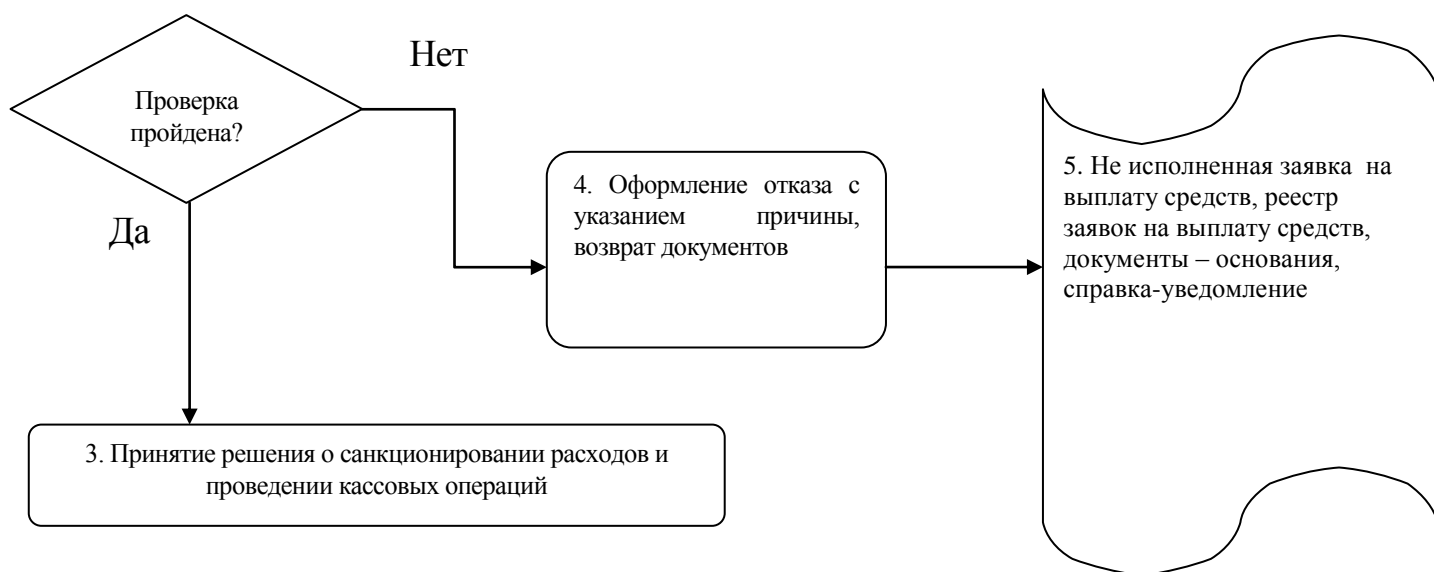 Нет
Проверка
пройдена?
Да
4. Оформление отказа с
указанием причины,
возврат документов
5. Не исполненная заявка на
выплату средств, реестр
заявок на выплату средств,
документы – основания,
справка-уведомление
3. Принятие решения о санкционировании расходов и
проведении кассовых операций